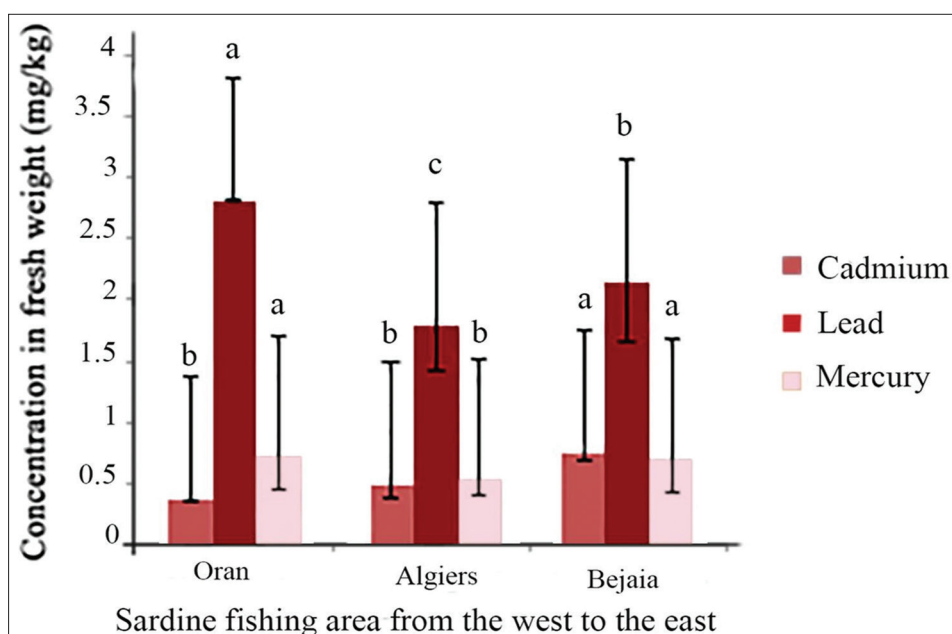 Concentration in fresh weight (mg/kg)
4
3.5
3
2.5
2
1.5
1
0.5
0
b
a
a
b
c
b
a
b
a
Oran
Algiers
Bejaia
Sardine fishing area from the west to the east
Cadmium
Lead
Mercury